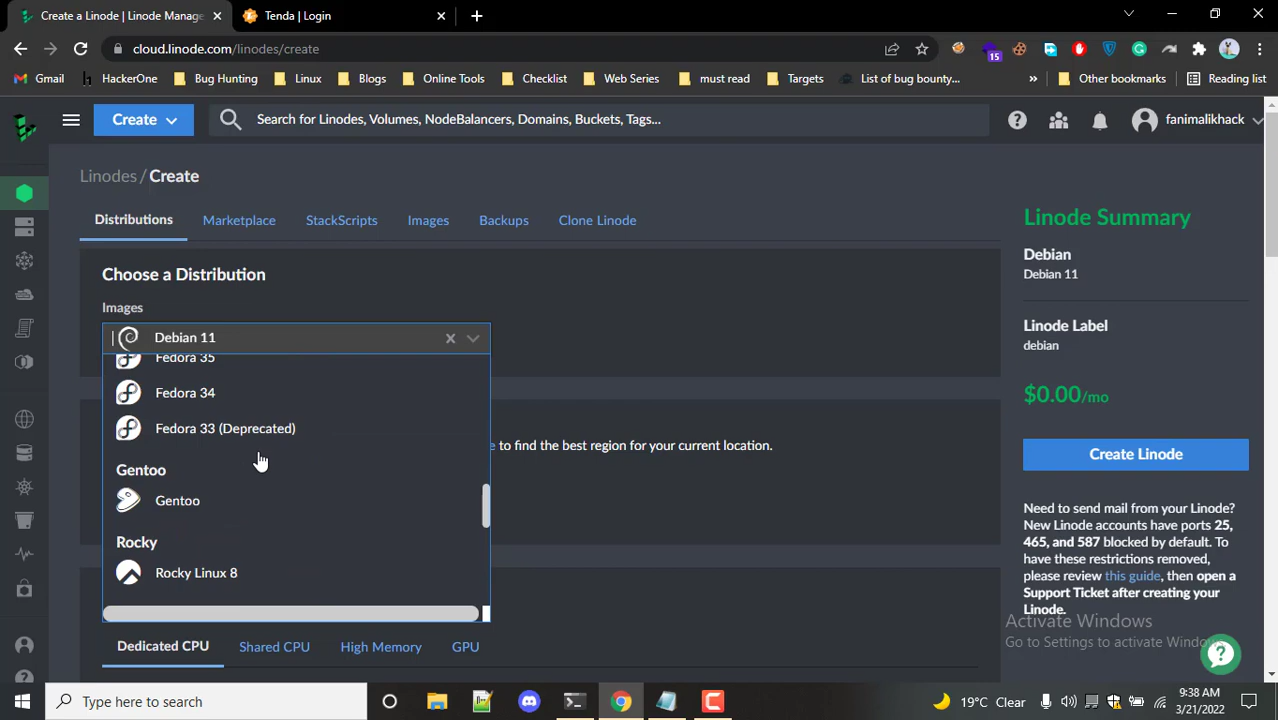 Create a Linode | Linode Manage
Tenda | Login
cloud.linode.com/linodes/create
15
Gmail
HackerOne
Bug Hunting
Linux
Blogs
Online Tools
Checklist
Web Series
must read
Targets
List of bug bounty...
»
Other bookmarks
Reading list
Create
Search for Linodes, Volumes, NodeBalancers, Domains, Buckets, Tags...
fanimalikhack
Linodes / Create
Distributions
Marketplace
StackScripts
Images
Backups
Clone Linode
Choose a Distribution
Images
Debian 11
Fedora 35
Fedora 34
Fedora 33 (Deprecated)
Gentoo
Gentoo
Rocky
Rocky Linux 8
e to find the best region for your current location.
Dedicated CPU
Shared CPU
High Memory
GPU
Linode Summary
Debian
Debian 11
Linode Label
debian
$0.00/mo
Create Linode
Need to send mail from your Linode?
New Linode accounts have ports 25,
465, and 587 blocked by default. To
have these restrictions removed,
please review this guide, then open a
Support Ticket after creating your
Linode.
Activate Windows
Go to Settings to activate Windows.
Type here to search
19°C Clear
9:38 AM
3/21/2022